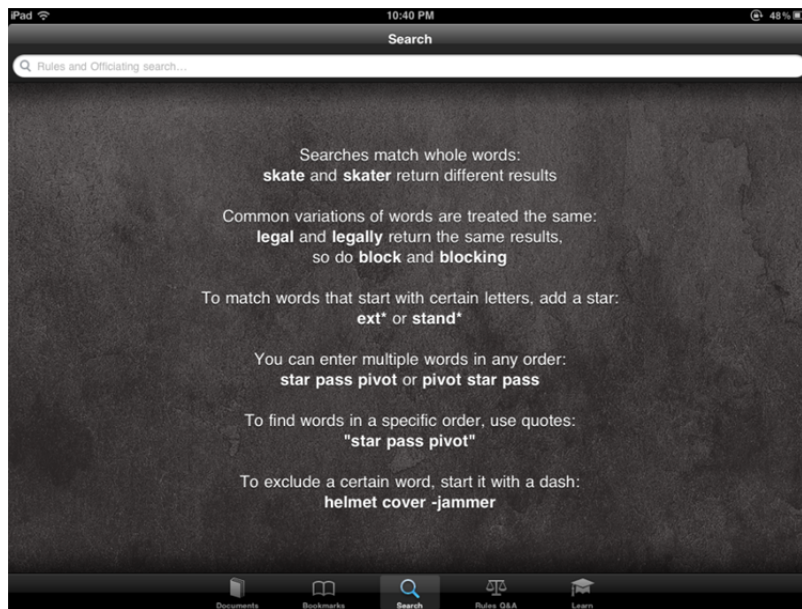 iPad 10:40 PM 48%
Search
Rules and Officiating search...
Searches match whole words:
skate and skater return different results
Common variations of words are treated the same:
legal and legally return the same results,
so do block and blocking
To match words that start with certain letters, add a star:
ext* or stand*
You can enter multiple words in any order:
star pass pivot or pivot star pass
To find words in a specific order, use quotes:
"star pass pivot"
To exclude a certain word, start it with a dash:
helmet cover -jammer
Documents Bookmarks Search Rules Q&A Learn